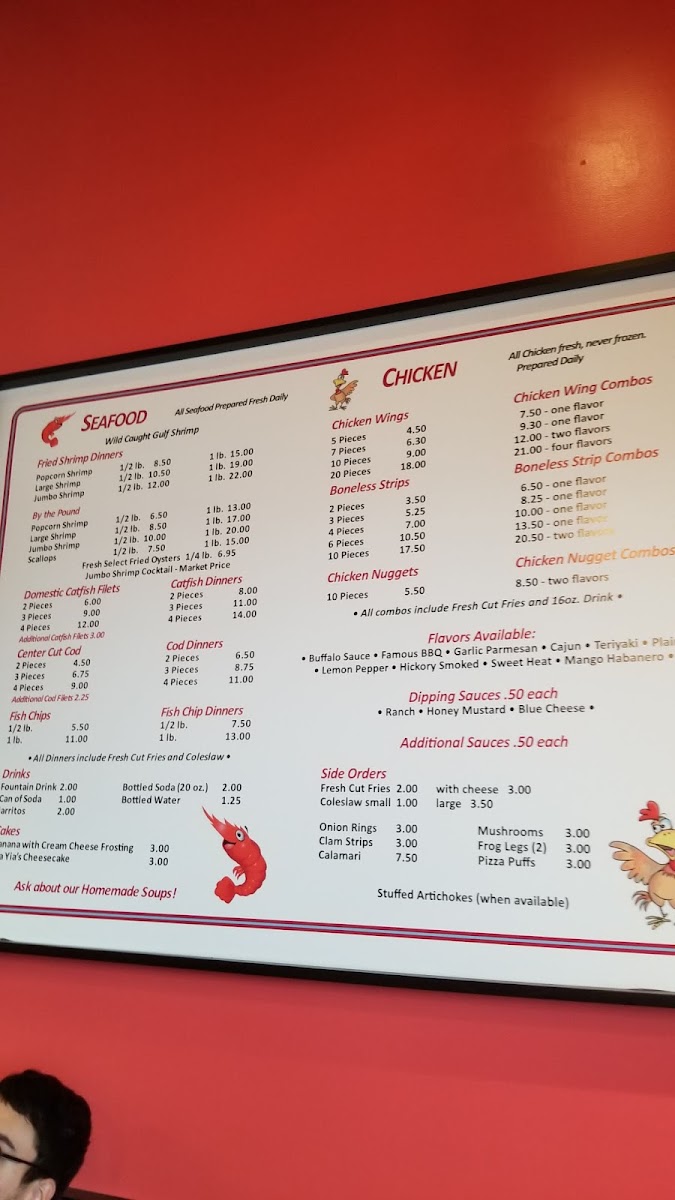 SEAFOOD
All Seafood Prepared Fresh Daily
Wild Caught Gulf Shrimp
Fried Shrimp Dinners
Popcorn Shrimp 1/2 lb. 8.50 1 lb. 15.00
Large Shrimp 1/2 lb. 10.50 1 lb. 19.00
Jumbo Shrimp 1/2 lb. 12.00 1 lb. 22.00
By the Pound
Popcorn Shrimp 1/2 lb. 6.50 1 lb. 13.00
Large Shrimp 1/2 lb. 8.50 1 lb. 17.00
Jumbo Shrimp 1/2 lb. 10.00 1 lb. 20.00
Scallops 1/2 lb. 7.50 1 lb. 15.00
Fresh Select Fried Oysters 1/4 lb. 6.95
Jumbo Shrimp Cocktail - Market Price
Domestic Catfish Filets
2 Pieces 6.00
3 Pieces 9.00
4 Pieces 12.00
Additional Catfish Filets 3.00
Catfish Dinners
2 Pieces 8.00
3 Pieces 11.00
4 Pieces 14.00
Center Cut Cod
2 Pieces 4.50
3 Pieces 6.75
4 Pieces 9.00
Additional Cod Filets 2.25
Cod Dinners
2 Pieces 6.50
3 Pieces 8.75
4 Pieces 11.00
Fish Chips
1/2 lb. 5.50
1 lb. 11.00
Fish Chip Dinners
1/2 lb. 7.50
1 lb. 13.00
• All Dinners include Fresh Cut Fries and Coleslaw •
Drinks
Fountain Drink 2.00
Can of Soda 1.00
arritos 2.00
Bottled Soda (20 oz.) 2.00
Bottled Water 1.25
akes
anana with Cream Cheese Frosting 3.00
a Yia's Cheesecake 3.00
Ask about our Homemade Soups!
CHICKEN
All Chicken fresh, never frozen.
Prepared Daily
Chicken Wings
5 Pieces 4.50
7 Pieces 6.30
10 Pieces 9.00
20 Pieces 18.00
Boneless Strips
2 Pieces 3.50
3 Pieces 5.25
4 Pieces 7.00
6 Pieces 10.50
10 Pieces 17.50
Chicken Nuggets
10 Pieces 5.50
Chicken Wing Combos
7.50 - one flavor
9.30 - one flavor
12.00 - two flavors
21.00 - four flavors
Boneless Strip Combos
6.50 - one flavor
8.25 - one flavor
10.00 - one flavor
13.50 - one flavor
20.50 - two flavors
Chicken Nugget Combos
8.50 - two flavors
• All combos include Fresh Cut Fries and 16oz. Drink •
Flavors Available:
• Buffalo Sauce • Famous BBQ • Garlic Parmesan • Cajun • Teriyaki • Plain
• Lemon Pepper • Hickory Smoked • Sweet Heat • Mango Habanero •
Dipping Sauces .50 each
• Ranch • Honey Mustard • Blue Cheese •
Additional Sauces .50 each
Side Orders
Fresh Cut Fries 2.00 with cheese 3.00
Coleslaw small 1.00 large 3.50
Onion Rings 3.00
Clam Strips 3.00
Calamari 7.50
Mushrooms 3.00
Frog Legs (2) 3.00
Pizza Puffs 3.00
Stuffed Artichokes (when available)